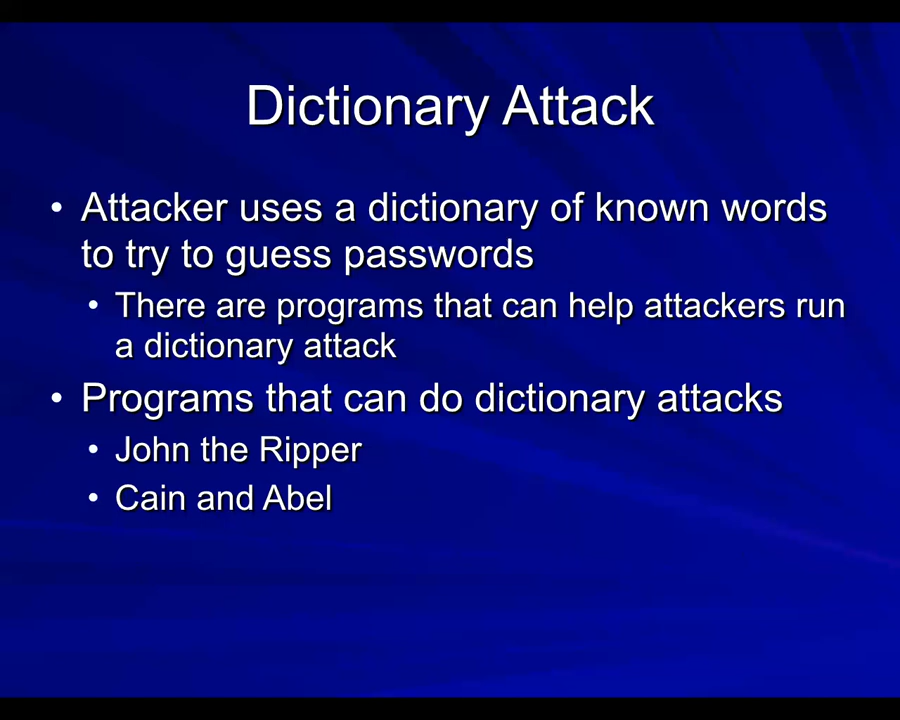 Dictionary Attack
• Attacker uses a dictionary of known words
to try to guess passwords
• There are programs that can help attackers run
a dictionary attack
• Programs that can do dictionary attacks
• John the Ripper
• Cain and Abel